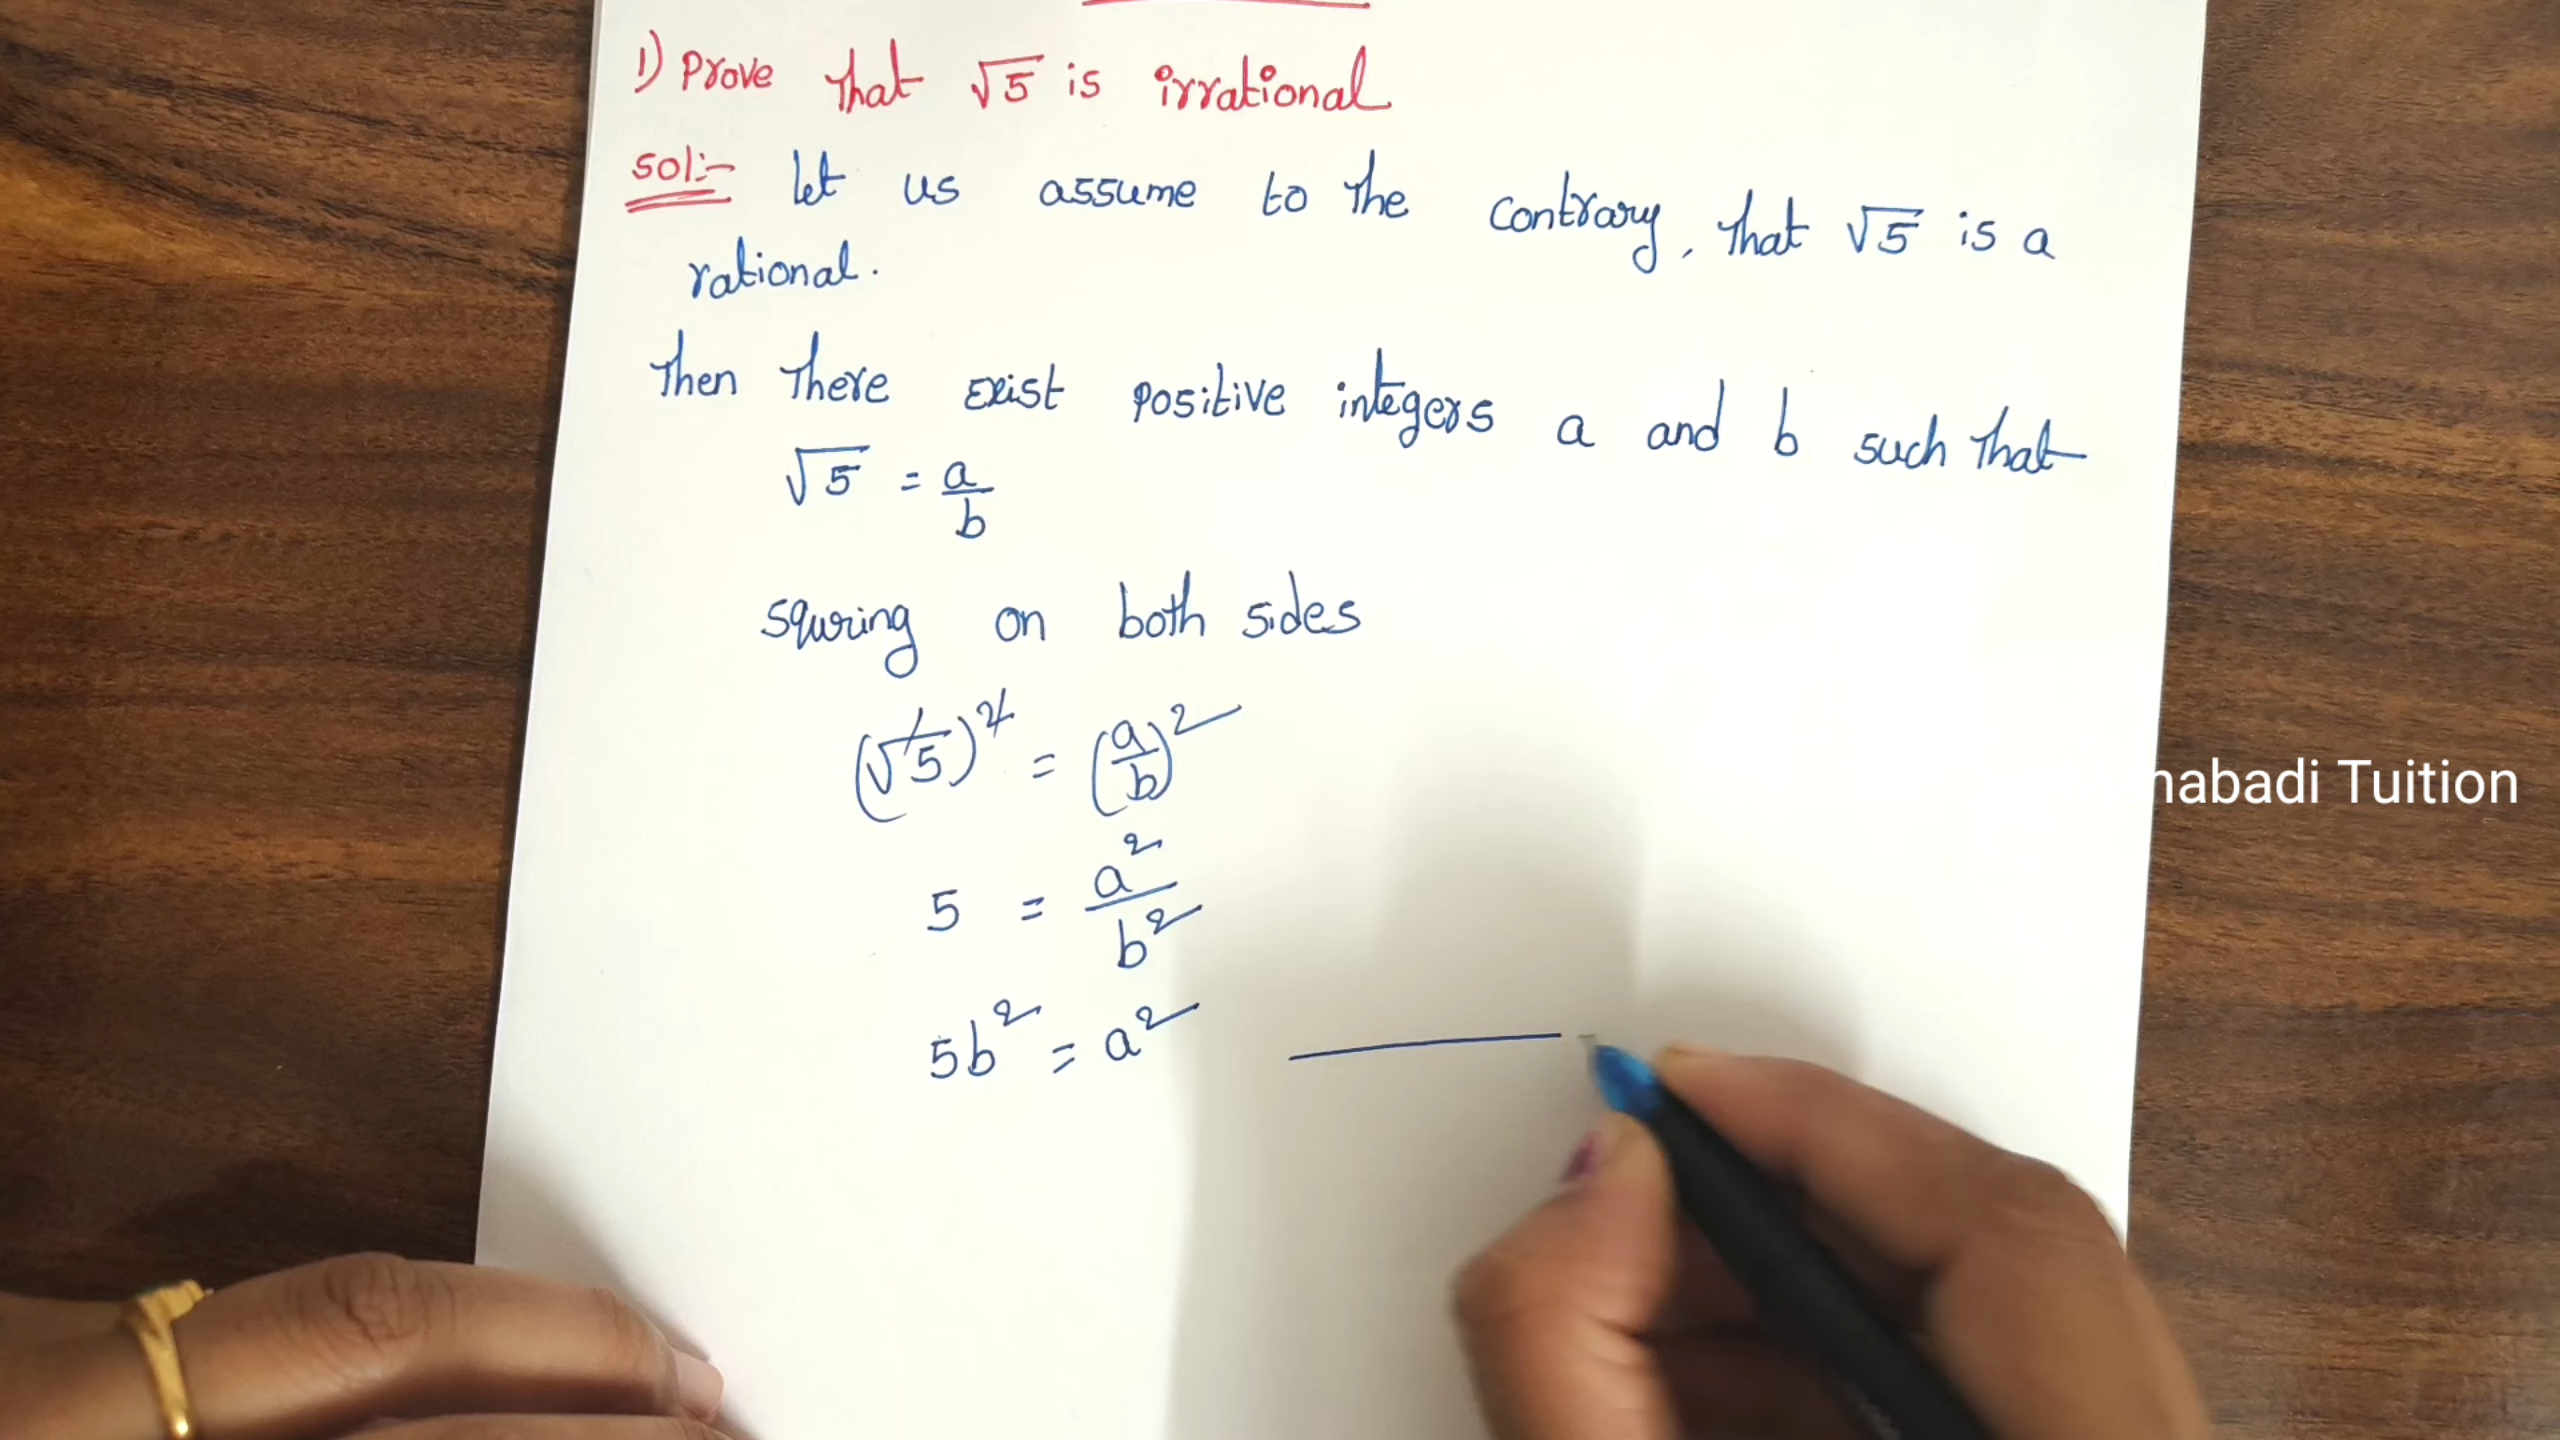 1) Prove that √5 is irrational
Sol:- let us assume to the contrary, that √5 is a
rational.
Then there exist positive integers a and b such that
√5 = a/b
squring on both sides
(√5)² = (a/b)²
5 = a²/b²
5b² = a²
Tuition